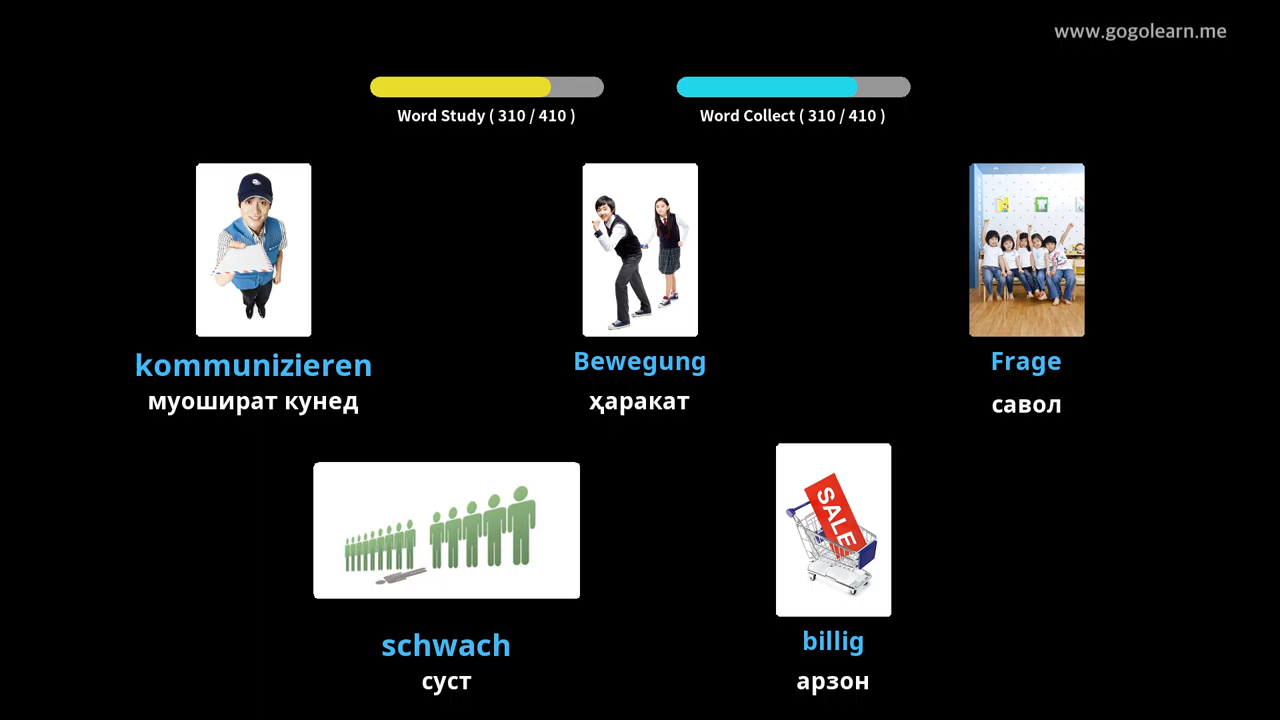 www.gogolearn.me
Word Study ( 310 / 410 )
Word Collect ( 310 / 410 )
kommunizieren
муошират кунед
Bewegung
ҳаракат
Frage
савол
SALE
schwach
суст
billig
арзон